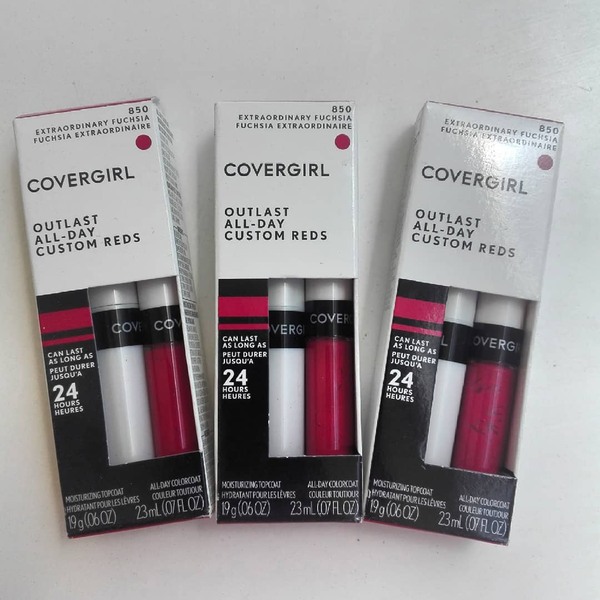 850
EXTRAORDINARY FUCHSIA
FUCHSIA EXTRAORDINAIRE
COVERGIRL
OUTLAST
ALL-DAY
CUSTOM REDS
COV
CO
CAN LAST
AS LONG AS
PEUT DURER
JUSQU'A
24
HOURS
HEURES
MOISTURIZING TOPCOAT
HYDRATANT POUR LES LÈVRES
1.9 g (.06 OZ)
ALL-DAY COLORCOAT
COULEUR TOUTJOUR
2.3 mL (.07 FL OZ)
850
EXTRAORDINARY FUCHSIA
FUCHSIA EXTRAORDINAIRE
COVERGIRL
OUTLAST
ALL-DAY
CUSTOM REDS
VERGI
COVER
CAN LAST
AS LONG AS
PEUT DURER
JUSQU'A
24
HOURS
HEURES
MOISTURIZING TOPCOAT
HYDRATANT POUR LES LÈVRES
1.9 g (.06 OZ)
ALL-DAY COLORCOAT
COULEUR TOUTJOUR
2.3 mL (.07 FL OZ)
850
EXTRAORDINARY FUCHSIA
FUCHSIA EXTRAORDINAIRE
COVERGIRL
OUTLAST
ALL-DAY
CUSTOM REDS
RL
VERGI
CAN LAST
AS LONG AS
PEUT DURER
JUSQU'A
24
HOURS
HEURES
MOISTURIZING TOPCOAT
HYDRATANT POUR LES LÈVRES
1.9 g (.06 OZ)
ALL-DAY COLORCOAT
COULEUR TOUTJOUR
2.3 mL (.07 FL OZ)